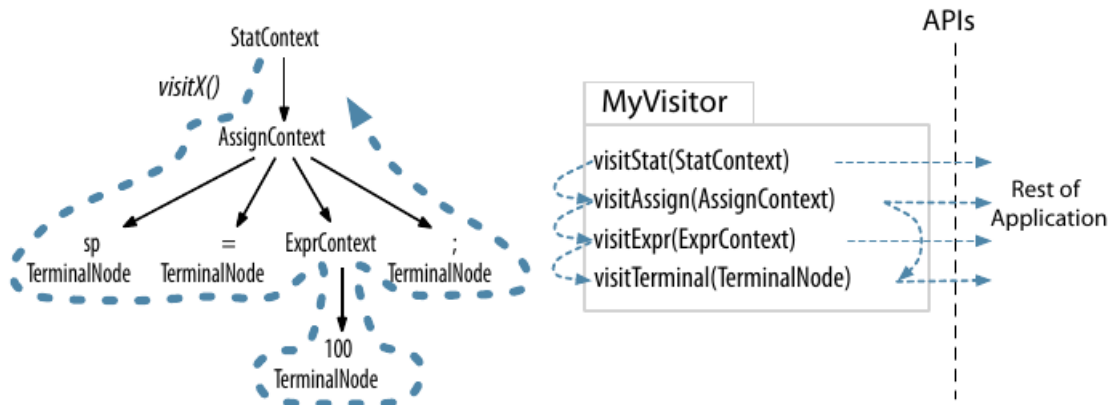 StatContext
visitX()
AssignContext
sp
TerminalNode
=
TerminalNode
ExprContext
;
TerminalNode
100
TerminalNode
APIs
MyVisitor
visitStat(StatContext)
visitAssign(AssignContext)
visitExpr(ExprContext)
visitTerminal(TerminalNode)
Rest of
Application